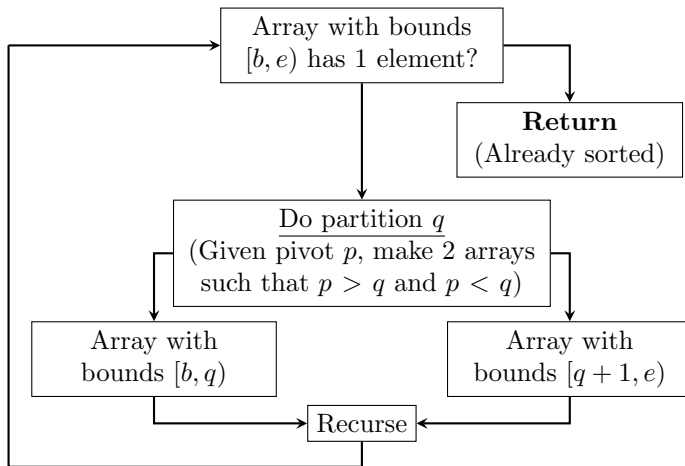 Array with bounds
[b, e) has 1 element?
Return
(Already sorted)
Do partition q
(Given pivot p, make 2 arrays
such that p > q and p < q)
Array with
bounds [b, q)
Array with
bounds [q + 1, e)
Recurse